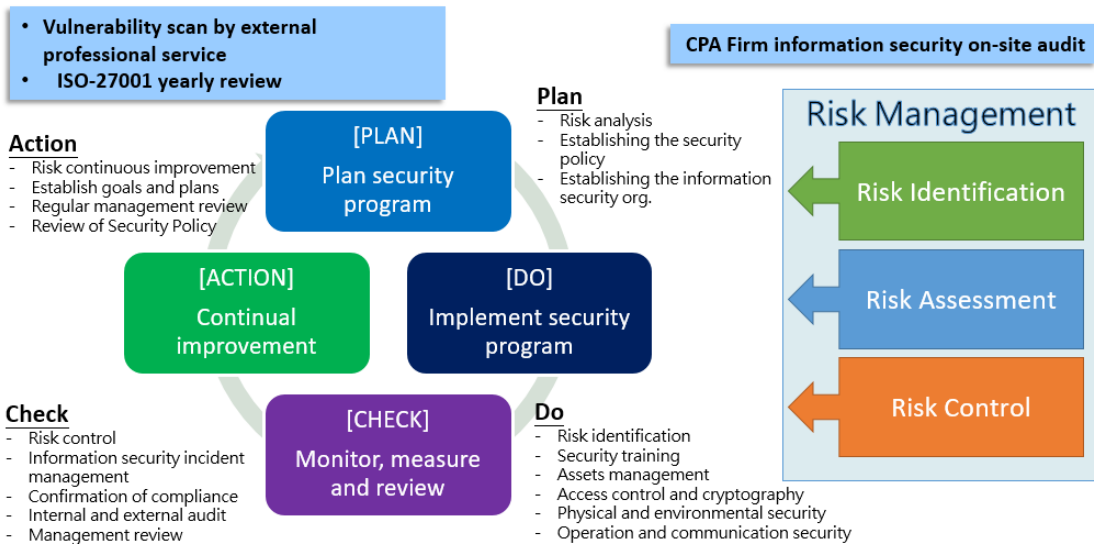 • Vulnerability scan by external
professional service
• ISO-27001 yearly review
CPA Firm information security on-site audit
Action
- Risk continuous improvement
- Establish goals and plans
- Regular management review
- Review of Security Policy
[PLAN]
Plan security
program
Plan
- Risk analysis
- Establishing the security
policy
- Establishing the information
security org.
[ACTION]
Continual
improvement
[DO]
Implement security
program
Check
- Risk control
- Information security incident
management
- Confirmation of compliance
- Internal and external audit
- Management review
[CHECK]
Monitor, measure
and review
Do
- Risk identification
- Security training
- Assets management
- Access control and cryptography
- Physical and environmental security
- Operation and communication security
Risk Management
Risk Identification
Risk Assessment
Risk Control